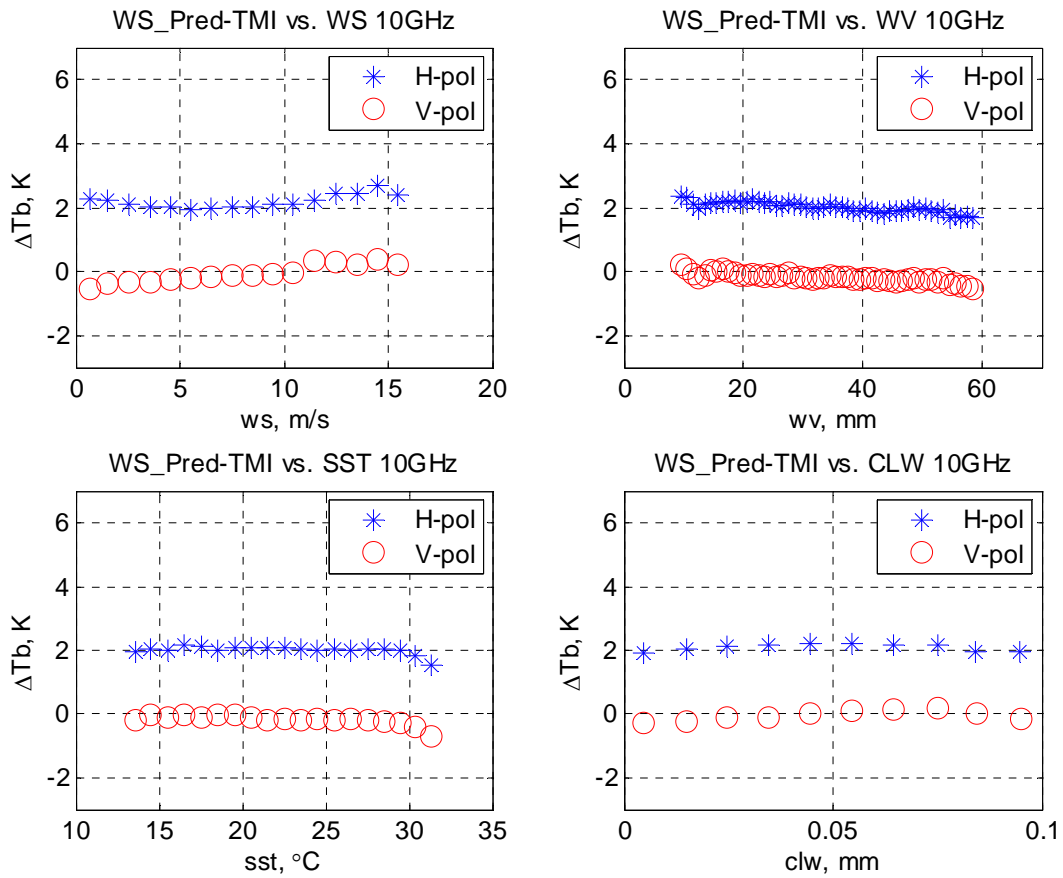 WS_Pred-TMI vs. WS 10GHz
6
4
2
0
-2
ΔTb, K
H-pol
V-pol
0
5
10
15
20
ws, m/s
WS_Pred-TMI vs. WV 10GHz
6
4
2
0
-2
ΔTb, K
H-pol
V-pol
0
20
40
60
wv, mm
WS_Pred-TMI vs. SST 10GHz
6
4
2
0
-2
ΔTb, K
H-pol
V-pol
10
15
20
25
30
35
sst, °C
WS_Pred-TMI vs. CLW 10GHz
6
4
2
0
-2
ΔTb, K
H-pol
V-pol
0
0.05
0.1
clw, mm